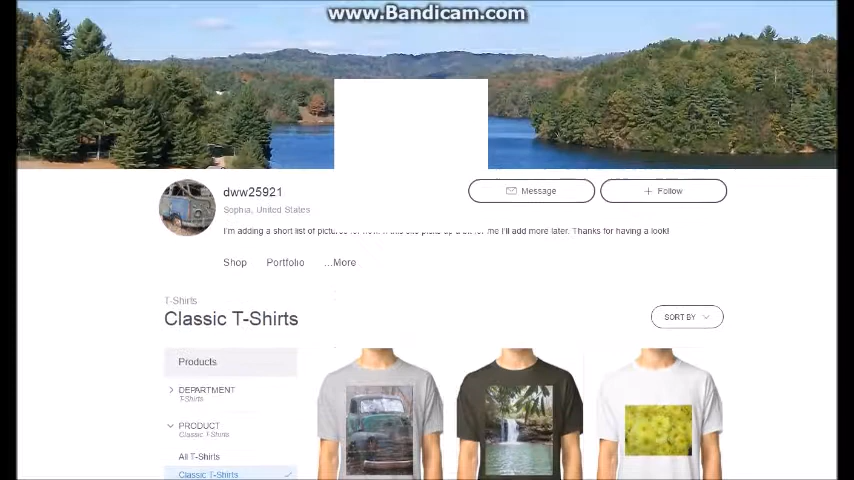 www.Bandicam.com
dww25921
Message
Follow
Sophia, United States
I'm adding a short list of pictures for now. If this site picks up a bit for me I'll add more later. Thanks for having a look!
Shop Portfolio ...More
T-Shirts
Classic T-Shirts
SORT BY
Products
DEPARTMENT
T-Shirts
PRODUCT
Classic T-Shirts
All T-Shirts
Classic T-Shirts